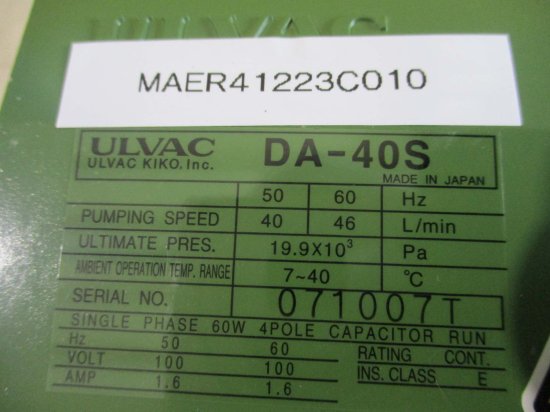 ULVAC
MAER41223C010
ULVAC DA-40S
ULVAC KIKO. Inc. MADE IN JAPAN
50 60 Hz
PUMPING SPEED 40 46 L/min
ULTIMATE PRES. 19.9X10³ Pa
AMBIENT OPERATION TEMP. RANGE 7~40 °C
SERIAL NO. 071007T
SINGLE PHASE 60W 4POLE CAPACITOR RUN
Hz 50 60 RATING CONT.
VOLT 100 100 INS. CLASS E
AMP 1.6 1.6